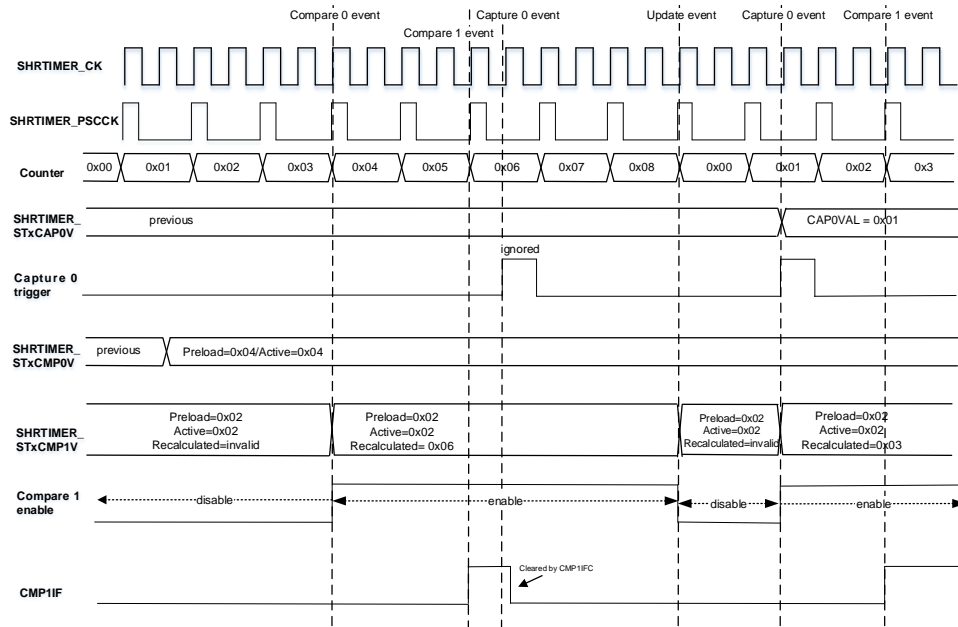 Compare 0 event
Capture 0 event
Update event
Capture 0 event
Compare 1 event
Compare 1 event
SHRTIMER_CK
SHRTIMER_PSCCK
Counter
0x00
0x01
0x02
0x03
0x04
0x05
0x06
0x07
0x08
0x00
0x01
0x02
0x3
SHRTIMER_
STxCAP0V
previous
CAP0VAL = 0x01
Capture 0
trigger
ignored
SHRTIMER_
STxCMP0V
previous
Preload=0x04/Active=0x04
SHRTIMER_
STxCMP1V
Preload=0x02
Active=0x02
Recalculated=invalid
Preload=0x02
Active=0x02
Recalculated= 0x06
Preload=0x02
Active=0x02
Recalculated=invalid
Preload=0x02
Active=0x02
Recalculated=0x03
Compare 1
enable
disable
enable
disable
enable
CMP1IF
Cleared by CMP1IFC